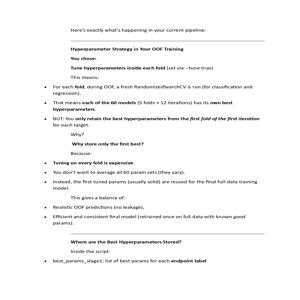 Here's exactly what's happening in your current pipeline:
Hyperparameter Strategy in Your OOF Training
You chose:
Tune hyperparameters inside each fold (set via --tune true)
This means:
• For each fold, during OOF, a fresh RandomizedSearchCV is run (for classification and
regression).
• That means each of the 60 models (5 folds × 12 iterations) has its own best
hyperparameters.
• BUT: You only retain the best hyperparameters from the first fold of the first iteration
for each target.
Why?
Why store only the first best?
Because:
• Tuning on every fold is expensive.
• You don't want to average all 60 param sets (they vary).
• Instead, the first tuned params (usually solid) are reused for the final full-data training
model.
This gives a balance of:
• Realistic OOF predictions (no leakage),
• Efficient and consistent final model (retrained once on full data with known good
params).
Where are the Best Hyperparameters Stored?
Inside the script:
• best_params_stage1: list of best params for each endpoint label